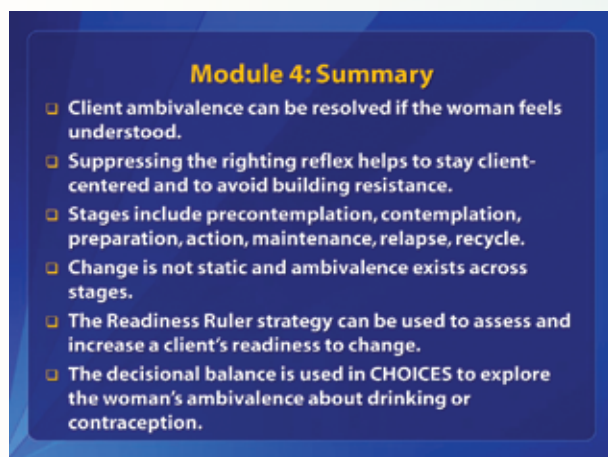 Module 4: Summary
Client ambivalence can be resolved if the woman feels
understood.
Suppressing the righting reflex helps to stay client-
centered and to avoid building resistance.
Stages include precontemplation, contemplation,
preparation, action, maintenance, relapse, recycle.
Change is not static and ambivalence exists across
stages.
The Readiness Ruler strategy can be used to assess and
increase a client's readiness to change.
The decisional balance is used in CHOICES to explore
the woman's ambivalence about drinking or
contraception.